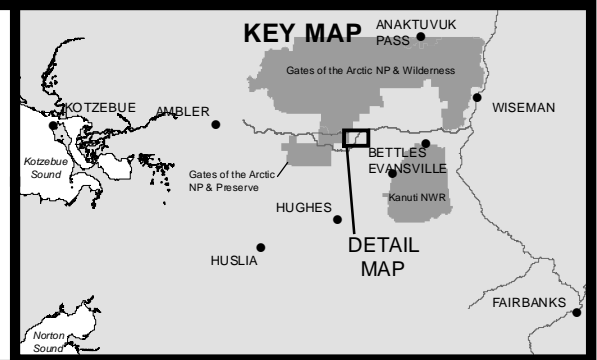 KEY MAP
ANAKTUVUK
PASS
Gates of the Arctic NP & Wilderness
KOTZEBUE
AMBLER
WISEMAN
Kotzebue
Sound
BETTLES
EVANSVILLE
Gates of the Arctic
NP & Preserve
Kanuti NWR
HUGHES
DETAIL
MAP
HUSLIA
FAIRBANKS
Norton
Sound